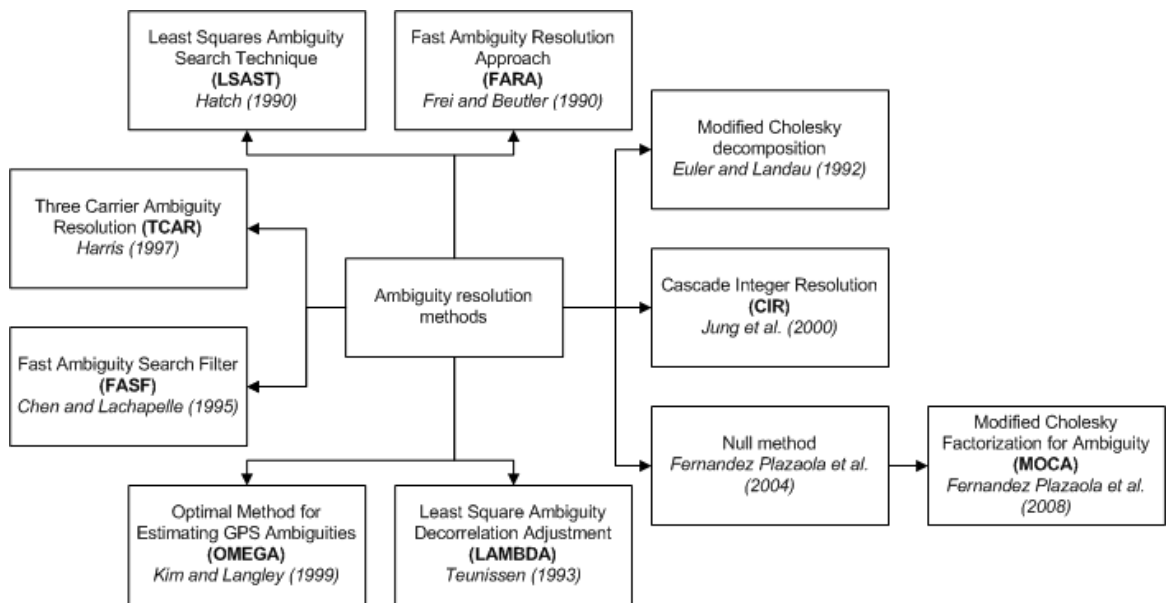 Least Squares Ambiguity
Search Technique
(LSAST)
Hatch (1990)
Fast Ambiguity Resolution
Approach
(FARA)
Frei and Beutler (1990)
Modified Cholesky
decomposition
Euler and Landau (1992)
Three Carrier Ambiguity
Resolution (TCAR)
Harris (1997)
Ambiguity resolution
methods
Cascade Integer Resolution
(CIR)
Jung et al. (2000)
Fast Ambiguity Search Filter
(FASF)
Chen and Lachapelle (1995)
Null method
Fernandez Plazaola et al.
(2004)
Modified Cholesky
Factorization for Ambiguity
(MOCA)
Fernandez Plazaola et al.
(2008)
Optimal Method for
Estimating GPS Ambiguities
(OMEGA)
Kim and Langley (1999)
Least Square Ambiguity
Decorrelation Adjustment
(LAMBDA)
Teunissen (1993)